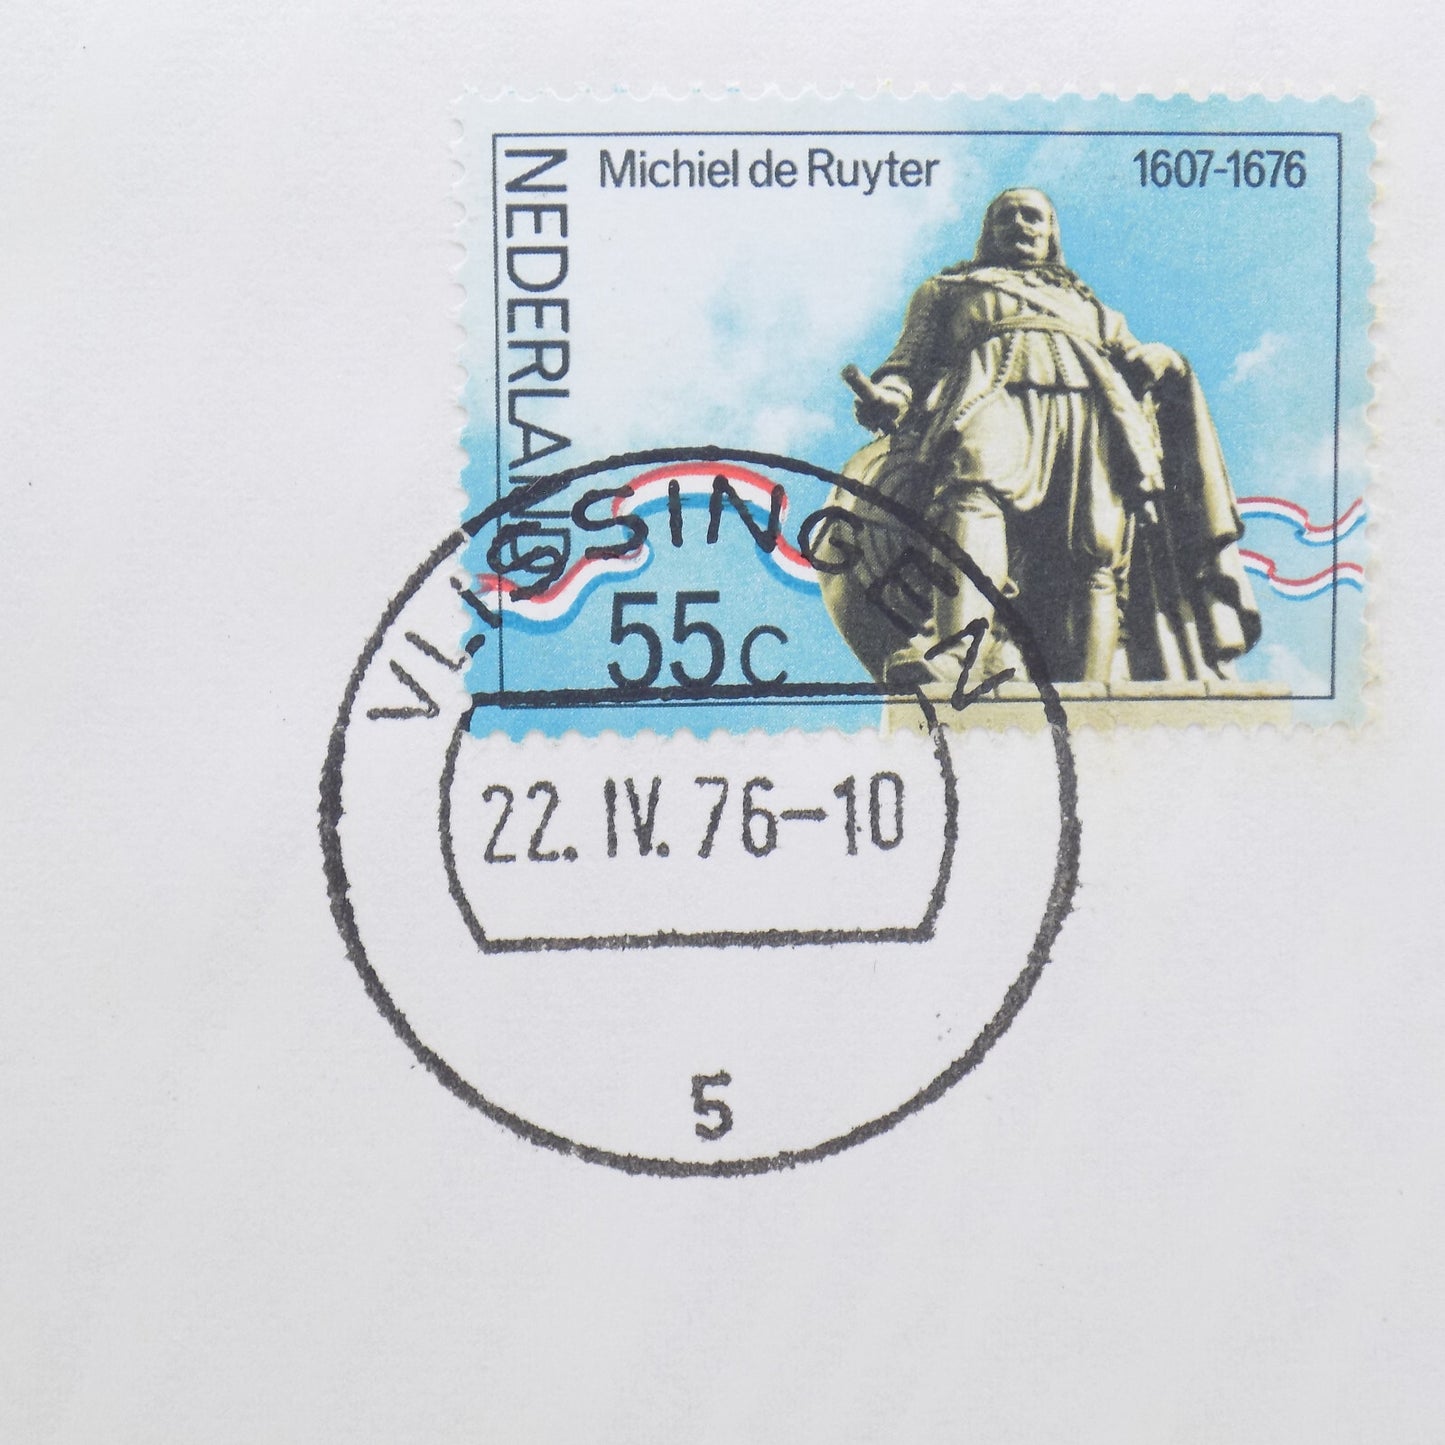 Michiel de Ruyter 1607-1676
NEDERLAND
55c
VLISSINGEN
22. IV. 76-10
5